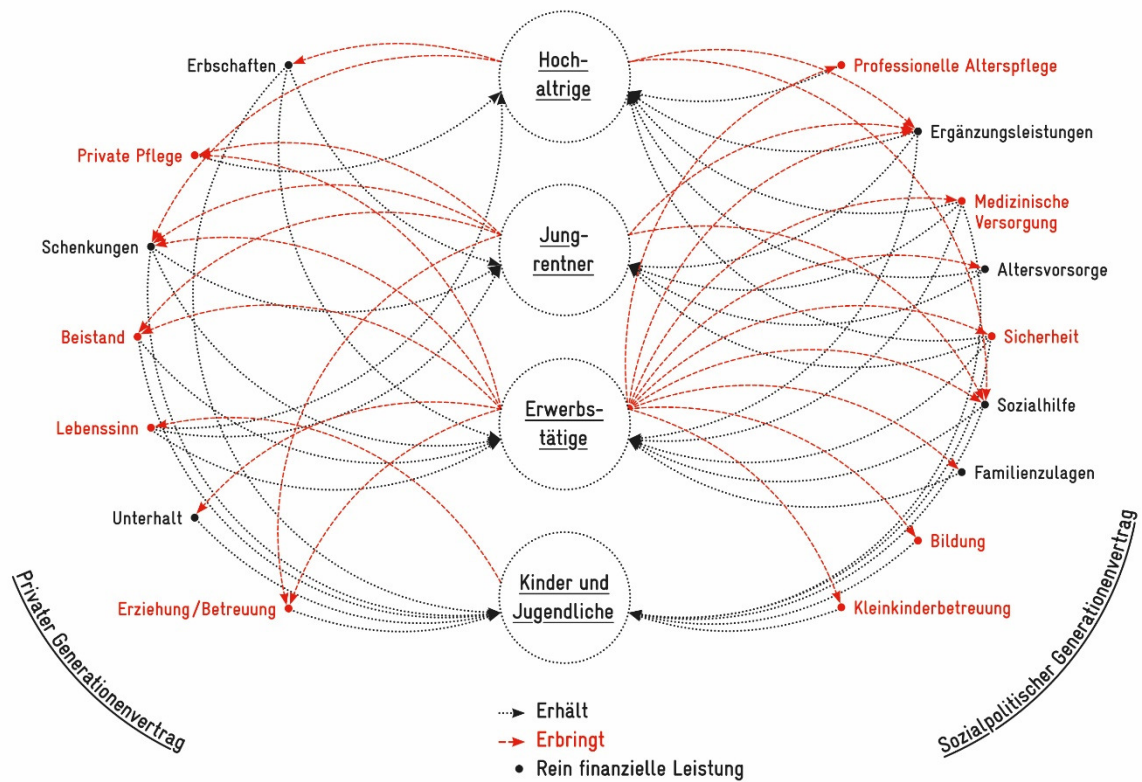 Erbschaften
Private Pflege
Schenkungen
Beistand
Lebenssinn
Unterhalt
Erziehung/Betreuung
Hoch-
altrige
Jung-
rentner
Erwerbs-
tätige
Kinder und
Jugendliche
Professionelle Alterspflege
Ergänzungsleistungen
Medizinische
Versorgung
Altersvorsorge
Sicherheit
Sozialhilfe
Familienzulagen
Bildung
Kleinkinderbetreuung
Privater Generationenvertrag
Sozialpolitischer Generationenvertrag
Erhält
Erbringt
Rein finanzielle Leistung